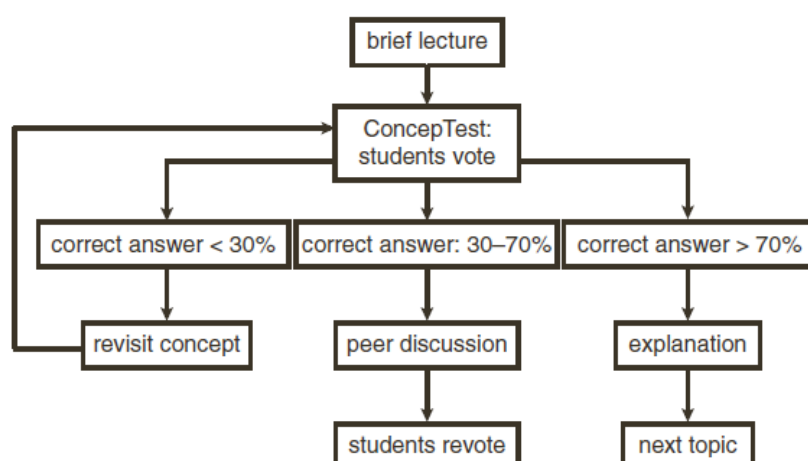 brief lecture
ConcepTest:
students vote
correct answer < 30%
correct answer: 30–70%
correct answer > 70%
revisit concept
peer discussion
explanation
students revote
next topic